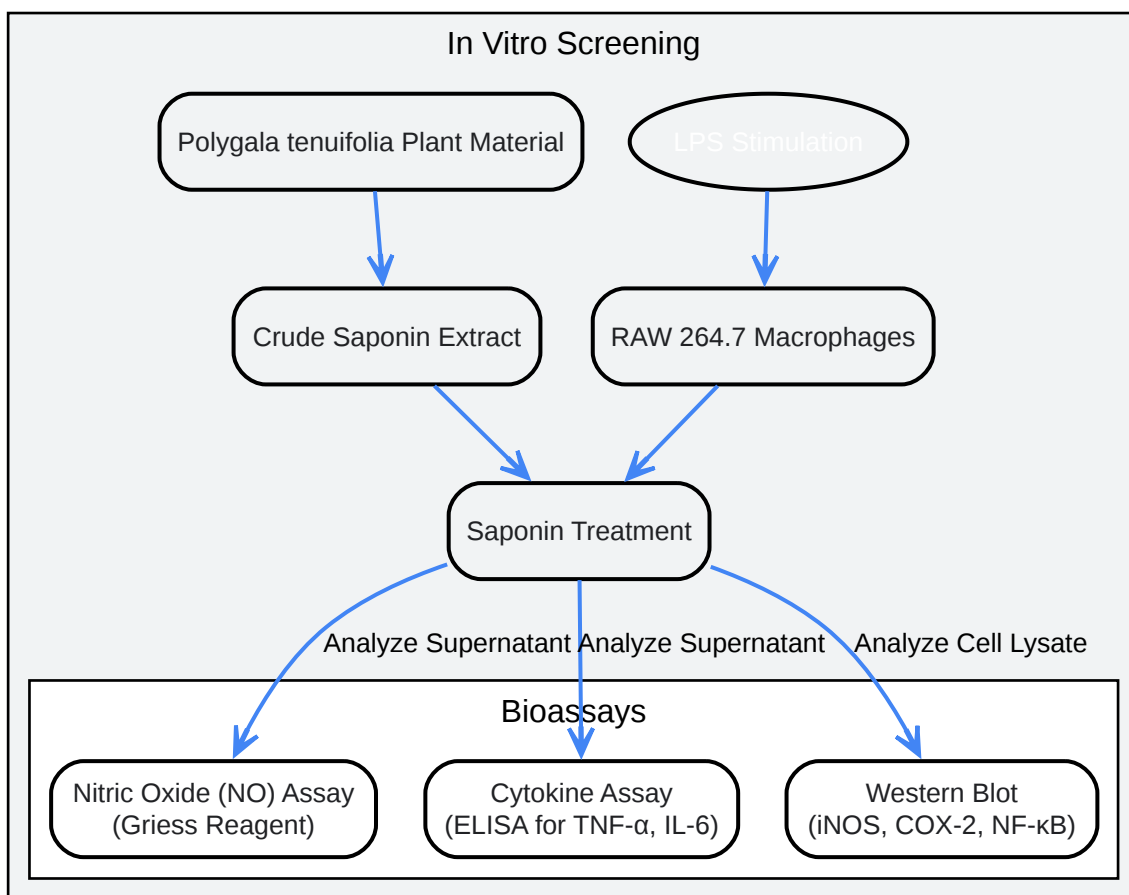 In Vitro Screening
Polygala tenuifolia Plant Material
LPS Stimulation
Crude Saponin Extract
RAW 264.7 Macrophages
Saponin Treatment
Analyze Supernatant
Analyze Supernatant
Analyze Cell Lysate
Bioassays
Nitric Oxide (NO) Assay
(Griess Reagent)
Cytokine Assay
(ELISA for TNF-α, IL-6)
Western Blot
(iNOS, COX-2, NF-κB)